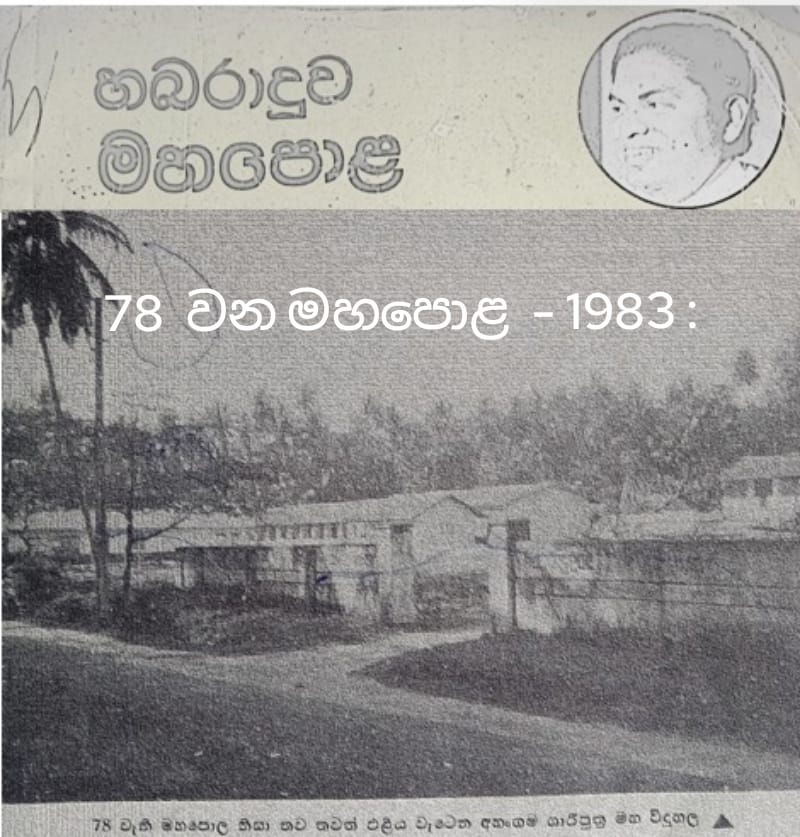 හබරාදූව
මහපොළ
78 වන මහපොළ – 1983 :
78 වැනි මහපොල නිසා තව තවත් එළිය වැටෙන අහංගම ශාරිපුත්‍ර මහ විදුහල